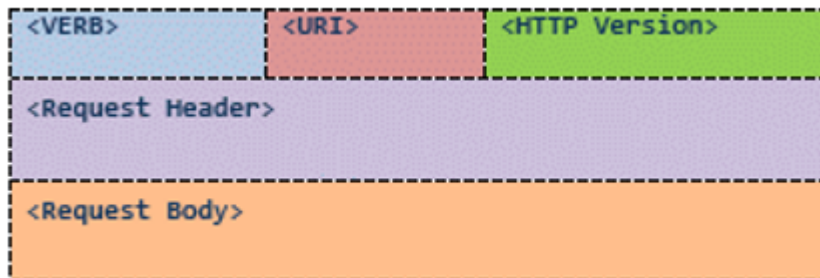 <VERB> <URI> <HTTP Version>
<Request Header>
<Request Body>